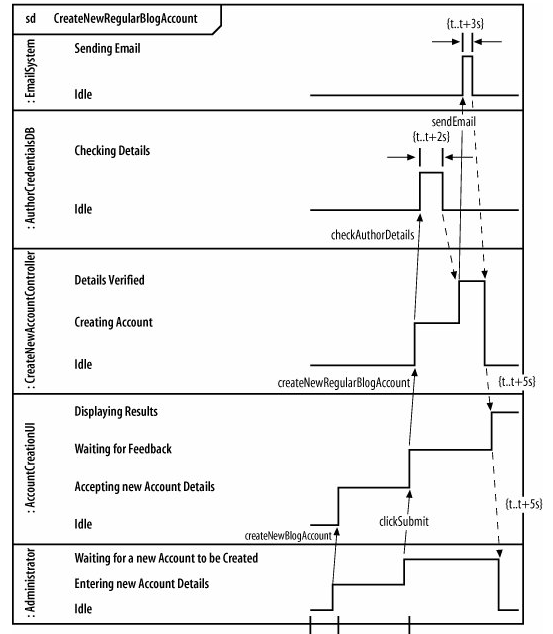 sd CreateNewRegularBlogAccount
{t..t+3s}
: EmailSystem
Sending Email
Idle
sendEmail
{t..t+2s}
: AuthorCredentialsDB
Checking Details
Idle
checkAuthorDetails
: CreateNewAccountController
Details Verified
Creating Account
Idle
createNewRegularBlogAccount
{t..t+5s}
: AccountCreationUI
Displaying Results
Waiting for Feedback
Accepting new Account Details
Idle
{t..t+5s}
clickSubmit
createNewBlogAccount
: Administrator
Waiting for a new Account to be Created
Entering new Account Details
Idle